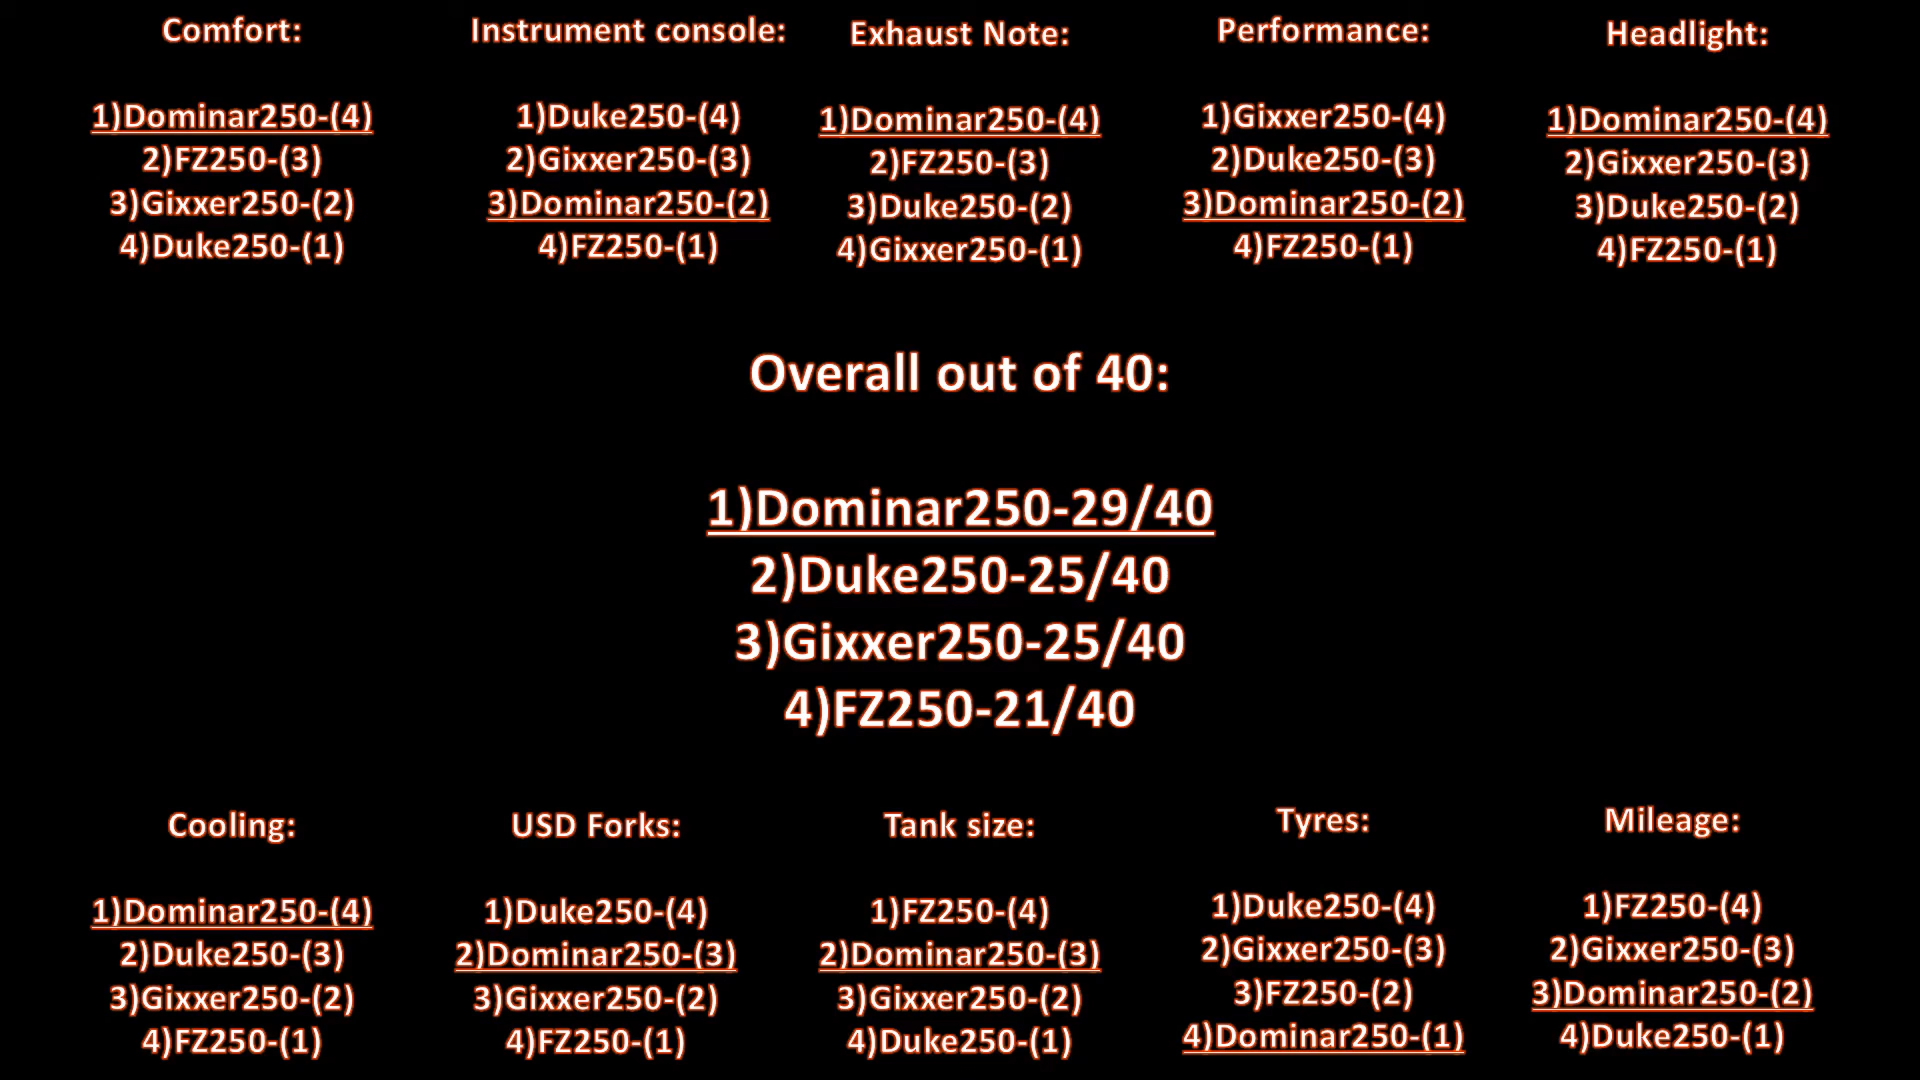 Comfort:
1)Dominar250-(4)
2)FZ250-(3)
3)Gixxer250-(2)
4)Duke250-(1)
Instrument console:
1)Duke250-(4)
2)Gixxer250-(3)
3)Dominar250-(2)
4)FZ250-(1)
Exhaust Note:
1)Dominar250-(4)
2)FZ250-(3)
3)Duke250-(2)
4)Gixxer250-(1)
Performance:
1)Gixxer250-(4)
2)Duke250-(3)
3)Dominar250-(2)
4)FZ250-(1)
Headlight:
1)Dominar250-(4)
2)Gixxer250-(3)
3)Duke250-(2)
4)FZ250-(1)
Overall out of 40:
1)Dominar250-29/40
2)Duke250-25/40
3)Gixxer250-25/40
4)FZ250-21/40
Cooling:
1)Dominar250-(4)
2)Duke250-(3)
3)Gixxer250-(2)
4)FZ250-(1)
USD Forks:
1)Duke250-(4)
2)Dominar250-(3)
3)Gixxer250-(2)
4)FZ250-(1)
Tank size:
1)FZ250-(4)
2)Dominar250-(3)
3)Gixxer250-(2)
4)Duke250-(1)
Tyres:
1)Duke250-(4)
2)Gixxer250-(3)
3)FZ250-(2)
4)Dominar250-(1)
Mileage:
1)FZ250-(4)
2)Gixxer250-(3)
3)Dominar250-(2)
4)Duke250-(1)